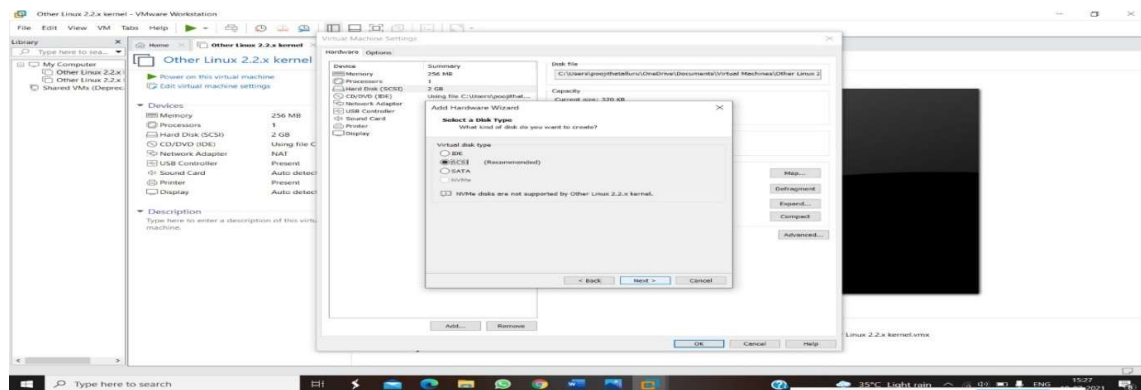 Other Linux 2.2.x kernel - VMware Workstation
File Edit View VM Tabs Help
Library
Type here to sea...
My Computer
Other Linux 2.2.x
Other Linux 2.2.x
Shared VMs (Deprec
Home
Other Linux 2.2.x kernel
Other Linux 2.2.x kernel
Power on this virtual machine
Edit virtual machine settings
Devices
Memory 256 MB
Processors 1
Hard Disk (SCSI) 2 GB
CD/DVD (IDE) Using file C
Network Adapter NAT
USB Controller Present
Sound Card Auto detect
Printer Present
Display Auto detect
Description
Type here to enter a description of this virtu
machine.
Virtual Machine Settings
Hardware Options
Device Summary
Memory 256 MB
Processors 1
Hard Disk (SCSI) 2 GB
CD/DVD (IDE) Using file C:\Users\poojithat...
Network Adapter
USB Controller
Sound Card
Printer
Display
Add... Remove
Disk file
C:\Users\poojithatalluru\OneDrive\Documents\Virtual Machines\Other Linux 2
Capacity
Current size: 320 KB
Map...
Defragment
Expand...
Compact
Advanced...
OK Cancel Help
Add Hardware Wizard
Select a Disk Type
What kind of disk do you want to create?
Virtual disk type
IDE
SCSI (Recommended)
SATA
NVMe
NVMe disks are not supported by Other Linux 2.2.x kernel.
< Back Next > Cancel
Linux 2.2.x kernel.vmx
Type here to search
35°C Light rain
ENG
15:27